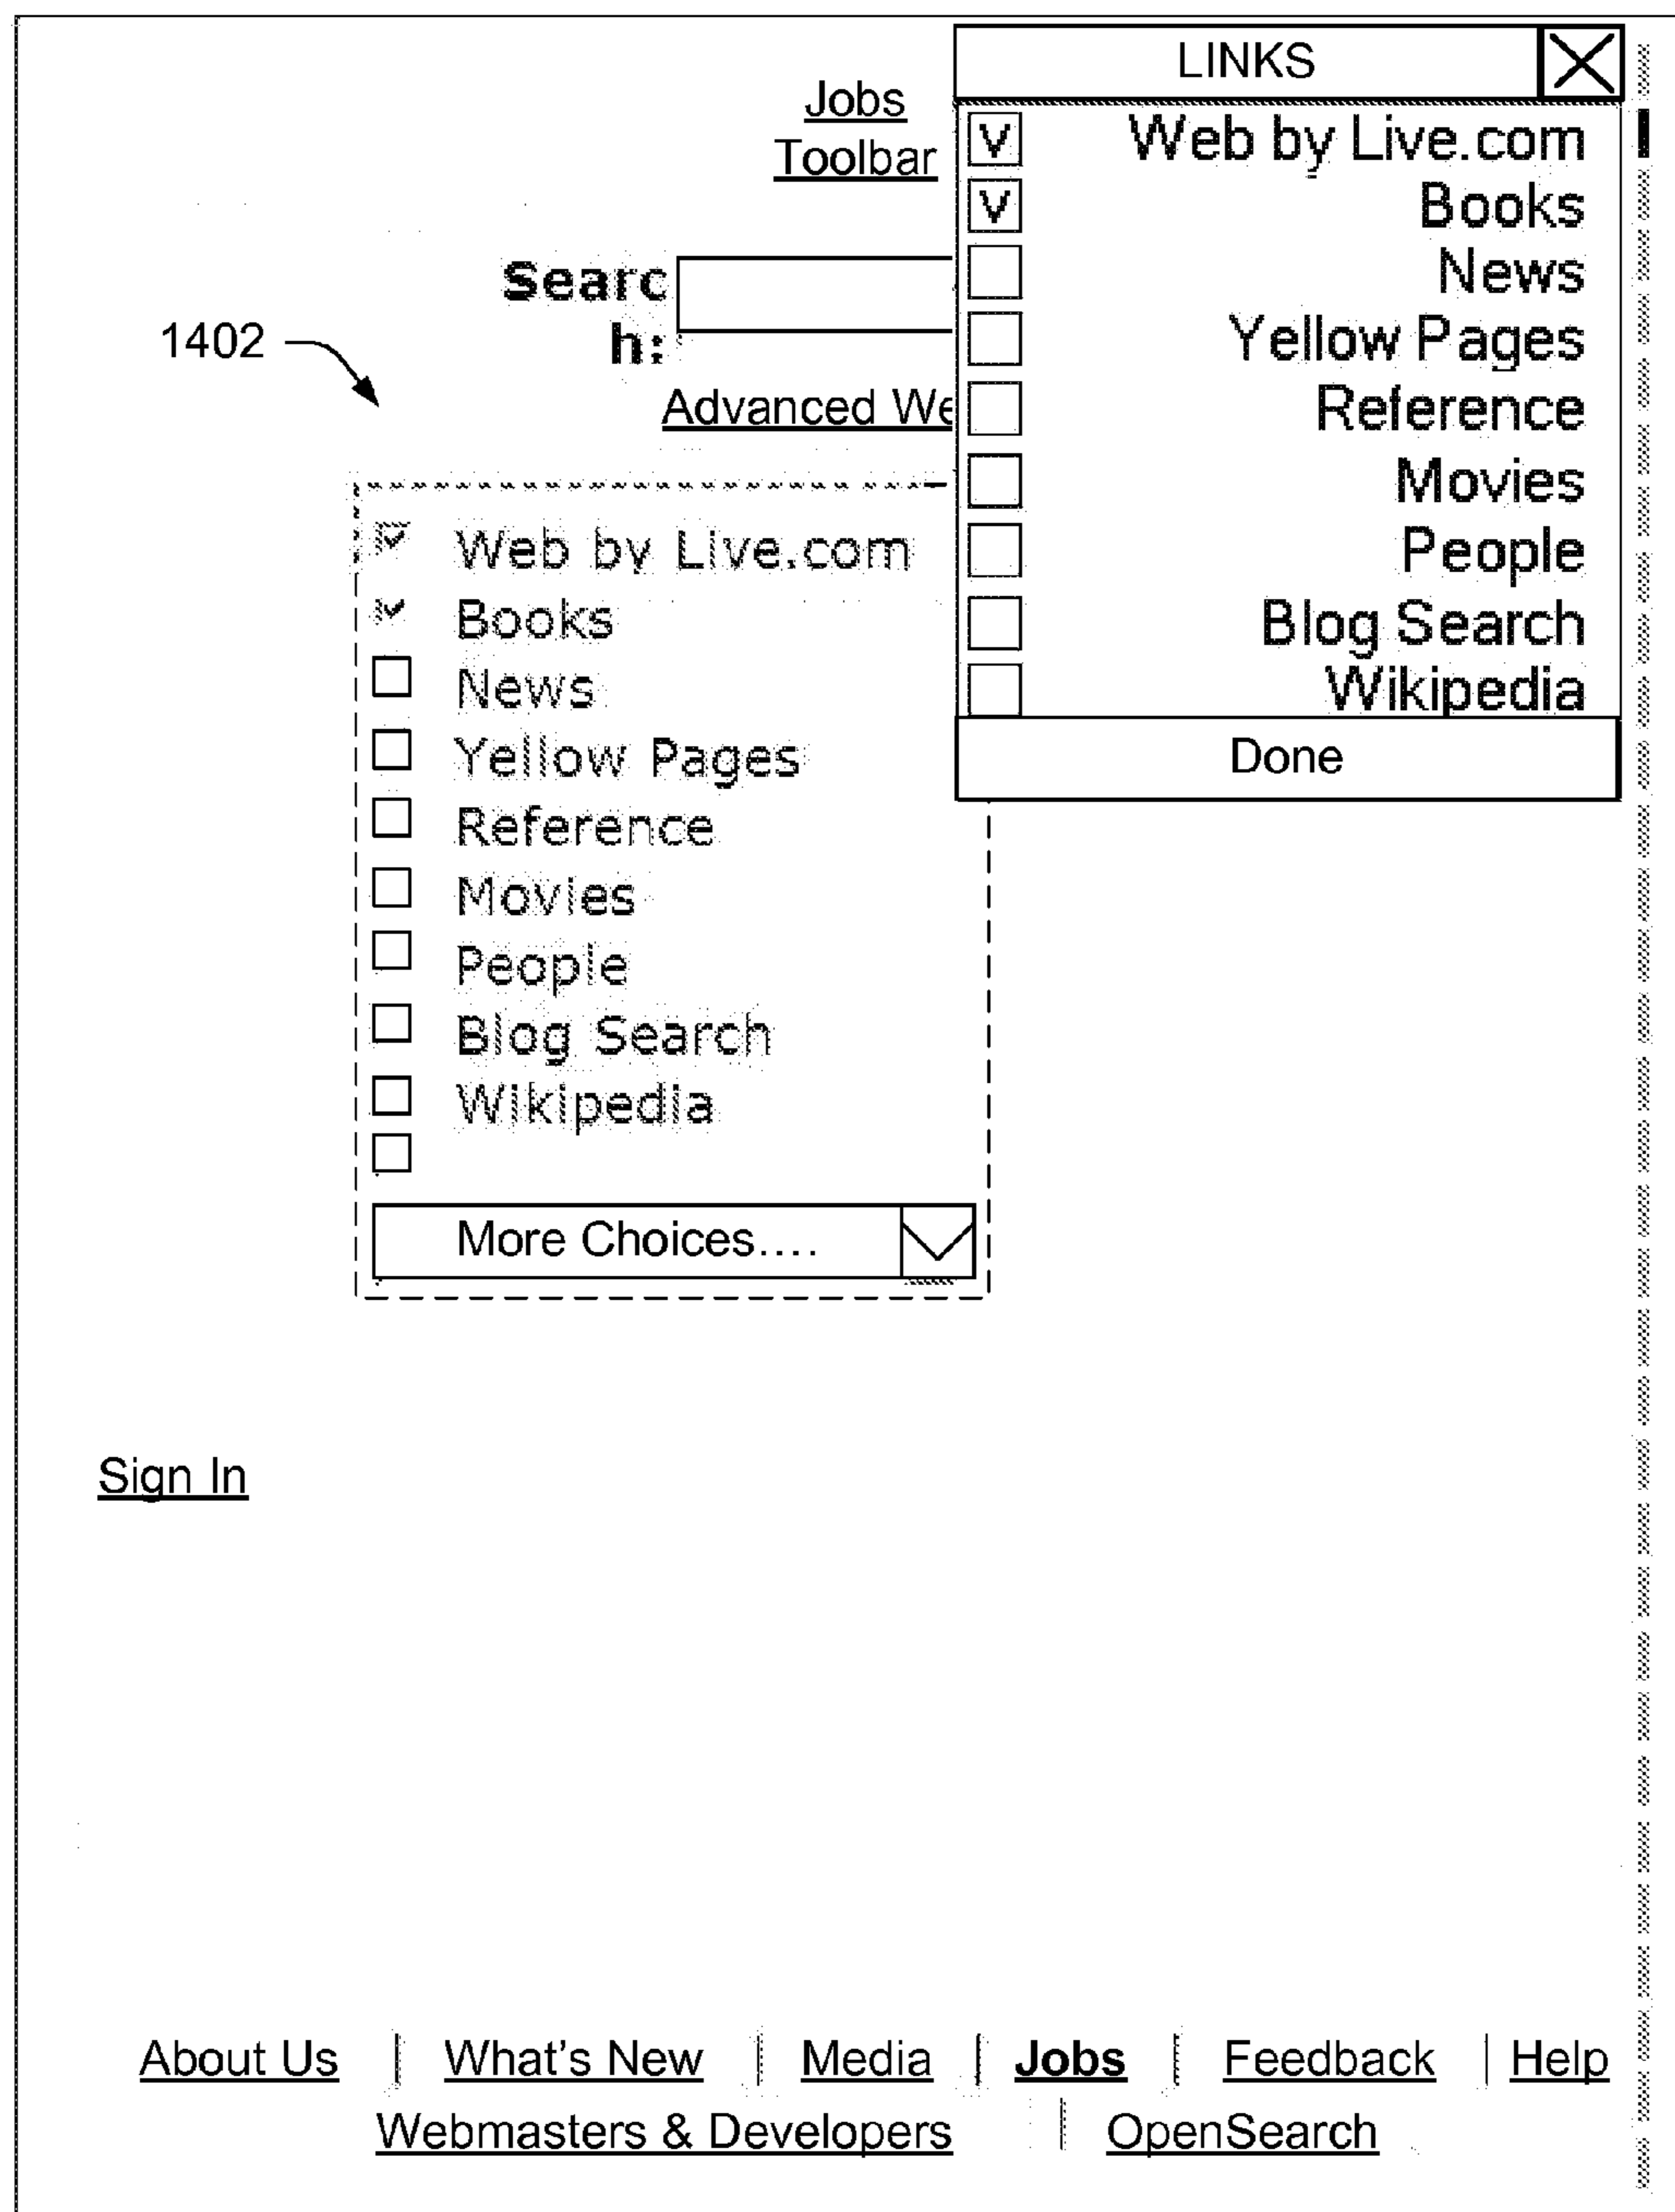 Jobs
Toolbar
Searc
h:
1402
Advanced We
LINKS
V Web by Live.com
V Books
News
Yellow Pages
Reference
Movies
People
Blog Search
Wikipedia
Done
Web by Live.com
Books
News
Yellow Pages
Reference
Movies
People
Blog Search
Wikipedia
More Choices....
Sign In
About Us | What's New | Media | Jobs | Feedback | Help
Webmasters & Developers | OpenSearch